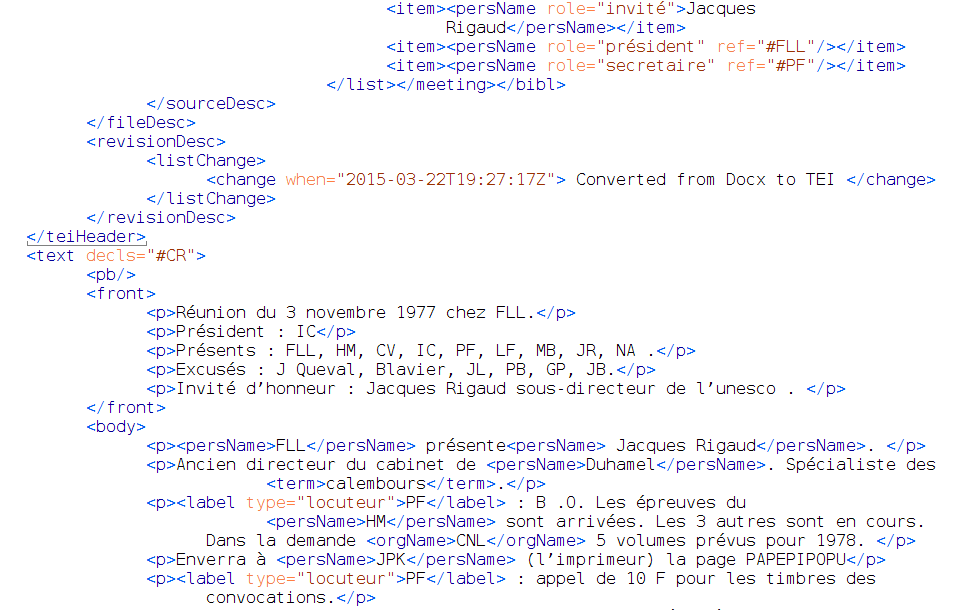 <item><persName role="invité">Jacques
Rigaud</persName></item>
<item><persName role="président" ref="#FLL"/></item>
<item><persName role="secretaire" ref="#PF"/></item>
</list></meeting></bibl>
</sourceDesc>
</fileDesc>
<revisionDesc>
<listChange>
<change when="2015-03-22T19:27:17Z"> Converted from Docx to TEI </change>
</listChange>
</revisionDesc>
</teiHeader>
<text decls="#CR">
<pb/>
<front>
<p>Réunion du 3 novembre 1977 chez FLL.</p>
<p>Président : IC</p>
<p>Présents : FLL, HM, CV, IC, PF, LF, MB, JR, NA .</p>
<p>Excusés : J Queval, Blavier, JL, PB, GP, JB.</p>
<p>Invité d’honneur : Jacques Rigaud sous-directeur de l’unesco . </p>
</front>
<body>
<p><persName>FLL</persName> présente<persName> Jacques Rigaud</persName>. </p>
<p>Ancien directeur du cabinet de <persName>Duhamel</persName>. Spécialiste des
<term>calembours</term>.</p>
<p><label type="locuteur">PF</label> : B .O. Les épreuves du
<persName>HM</persName> sont arrivées. Les 3 autres sont en cours.
Dans la demande <orgName>CNL</orgName> 5 volumes prévus pour 1978. </p>
<p>Enverra à <persName>JPK</persName> (l’imprimeur) la page PAPEPIPOPU</p>
<p><label type="locuteur">PF</label> : appel de 10 F pour les timbres des
convocations.</p>